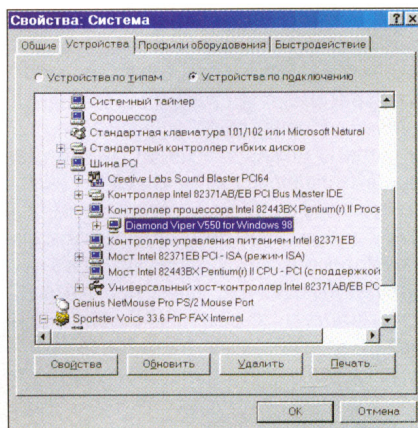 Свойства: Система
Общие Устройства Профили оборудования Быстродействие
Устройства по типам Устройства по подключению
Системный таймер
Сопроцессор
Стандартная клавиатура 101/102 или Microsoft Natural
Стандартный контроллер гибких дисков
Шина PCI
Creative Labs Sound Blaster PCI64
Контроллер Intel 82371AB/EB PCI Bus Master IDE
Контроллер процессора Intel 82443BX Pentium(r) II Proce
Diamond Viper V550 for Windows 98
Контроллер управления питанием Intel 82371EB
Мост Intel 82371EB PCI - ISA (режим ISA)
Мост Intel 82443BX Pentium(r) II CPU - PCI (с поддержкой
Универсальный хост-контроллер Intel 82371AB/EB PC
Genius NetMouse Pro PS/2 Mouse Port
Sportster Voice 33.6 PnP FAX Internal
Свойства Обновить Удалить Печать...
OK Отмена